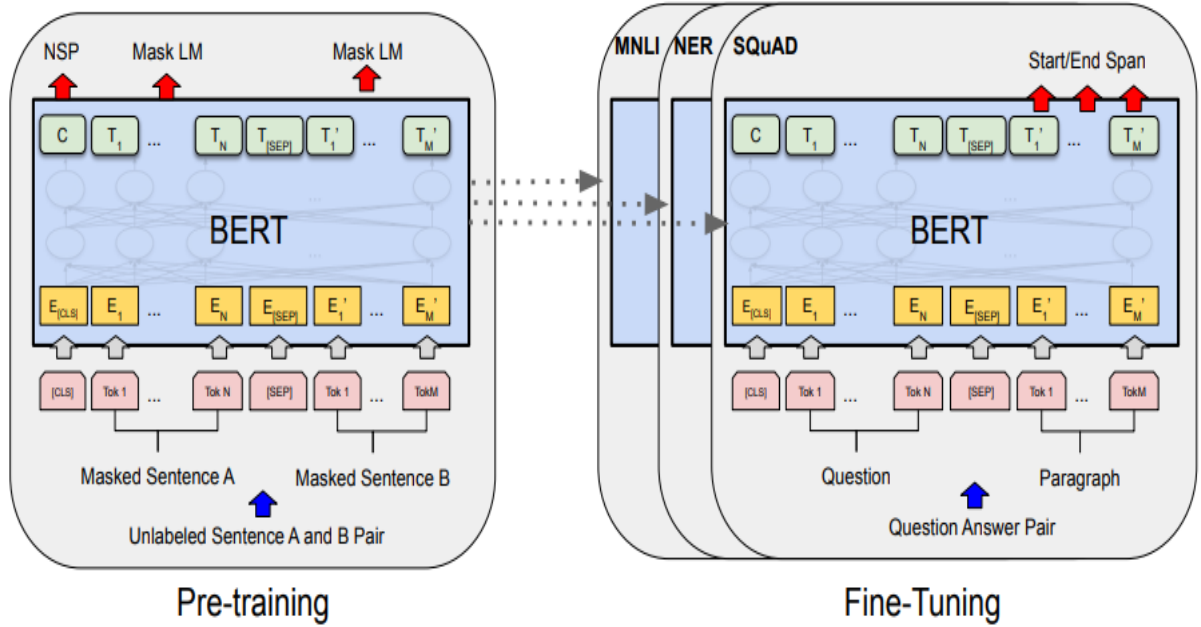 NSP Mask LM Mask LM
C T1 ... TN T[SEP] T1' ... TM'
...
BERT
...
E[CLS] E1 ... EN E[SEP] E1' ... EM'
[CLS] Tok 1 ... Tok N [SEP] Tok 1 ... TokM
Masked Sentence A Masked Sentence B
Unlabeled Sentence A and B Pair
Pre-training
MNLI NER SQuAD
Start/End Span
C T1 ... TN T[SEP] T1' ... TM'
...
BERT
...
E[CLS] E1 ... EN E[SEP] E1' ... EM'
[CLS] Tok 1 ... Tok N [SEP] Tok 1 ... TokM
Question Paragraph
Question Answer Pair
Fine-Tuning